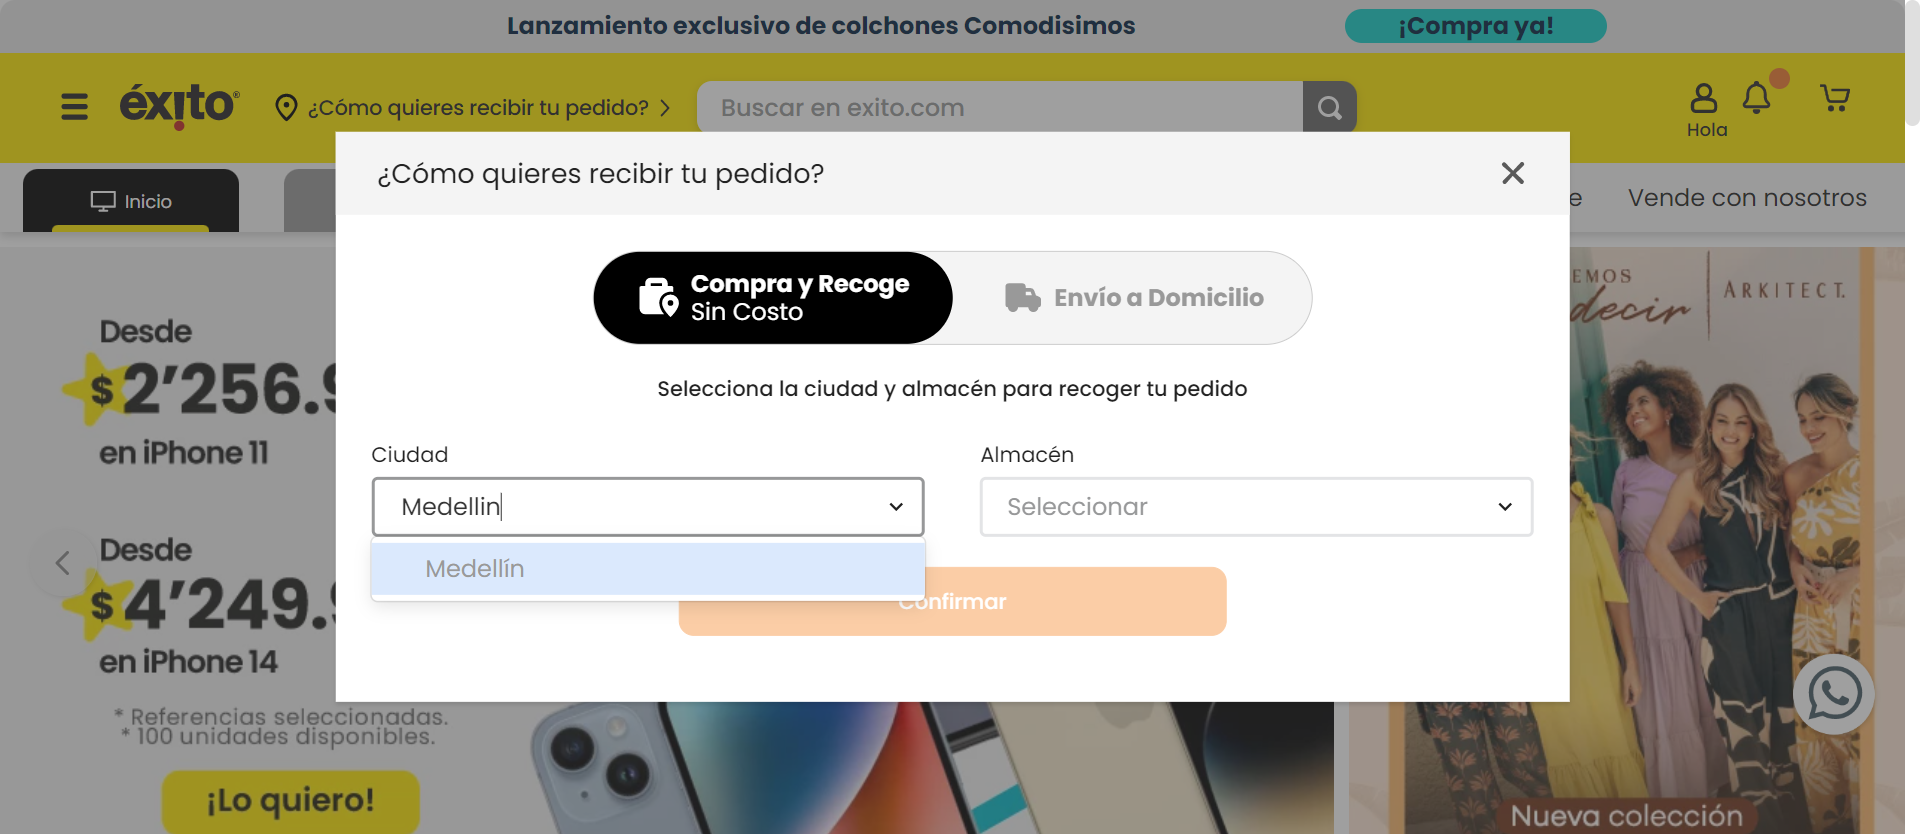 Lanzamiento exclusivo de colchones Comodisimos
¡Compra ya!
éxito
¿Cómo quieres recibir tu pedido?
Buscar en exito.com
Hola
¿Cómo quieres recibir tu pedido?
Inicio
Vende con nosotros
Compra y Recoge
Sin Costo
Envío a Domicilio
Selecciona la ciudad y almacén para recoger tu pedido
Ciudad
Almacén
Medellin
Seleccionar
Medellín
Confirmar
Desde
$2’256.9
en iPhone 11
Desde
$4’249.9
en iPhone 14
* Referencias seleccionadas.
* 100 unidades disponibles.
¡Lo quiero!
ARKITECT.
Nueva colección